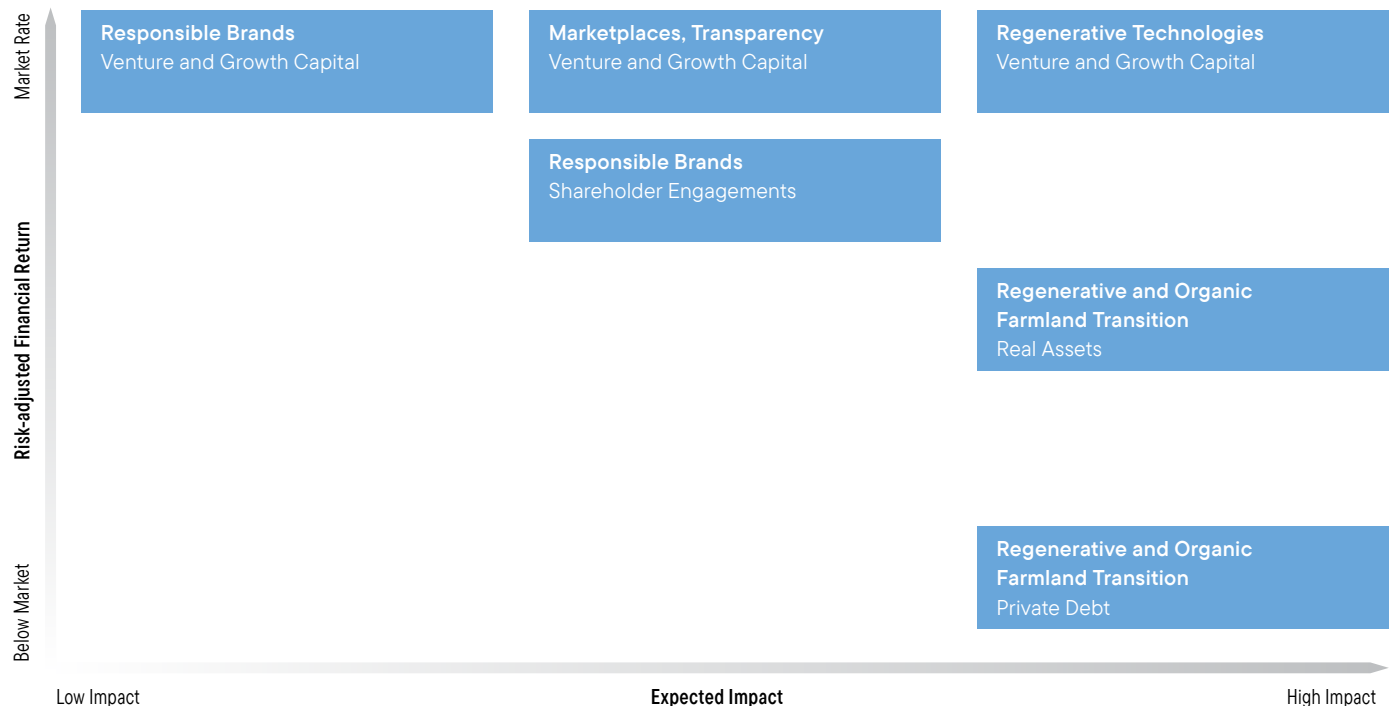 Market Rate
Risk-adjusted Financial Return
Below Market
Responsible Brands
Venture and Growth Capital
Marketplaces, Transparency
Venture and Growth Capital
Regenerative Technologies
Venture and Growth Capital
Responsible Brands
Shareholder Engagements
Regenerative and Organic
Farmland Transition
Real Assets
Regenerative and Organic
Farmland Transition
Private Debt
Low Impact
Expected Impact
High Impact